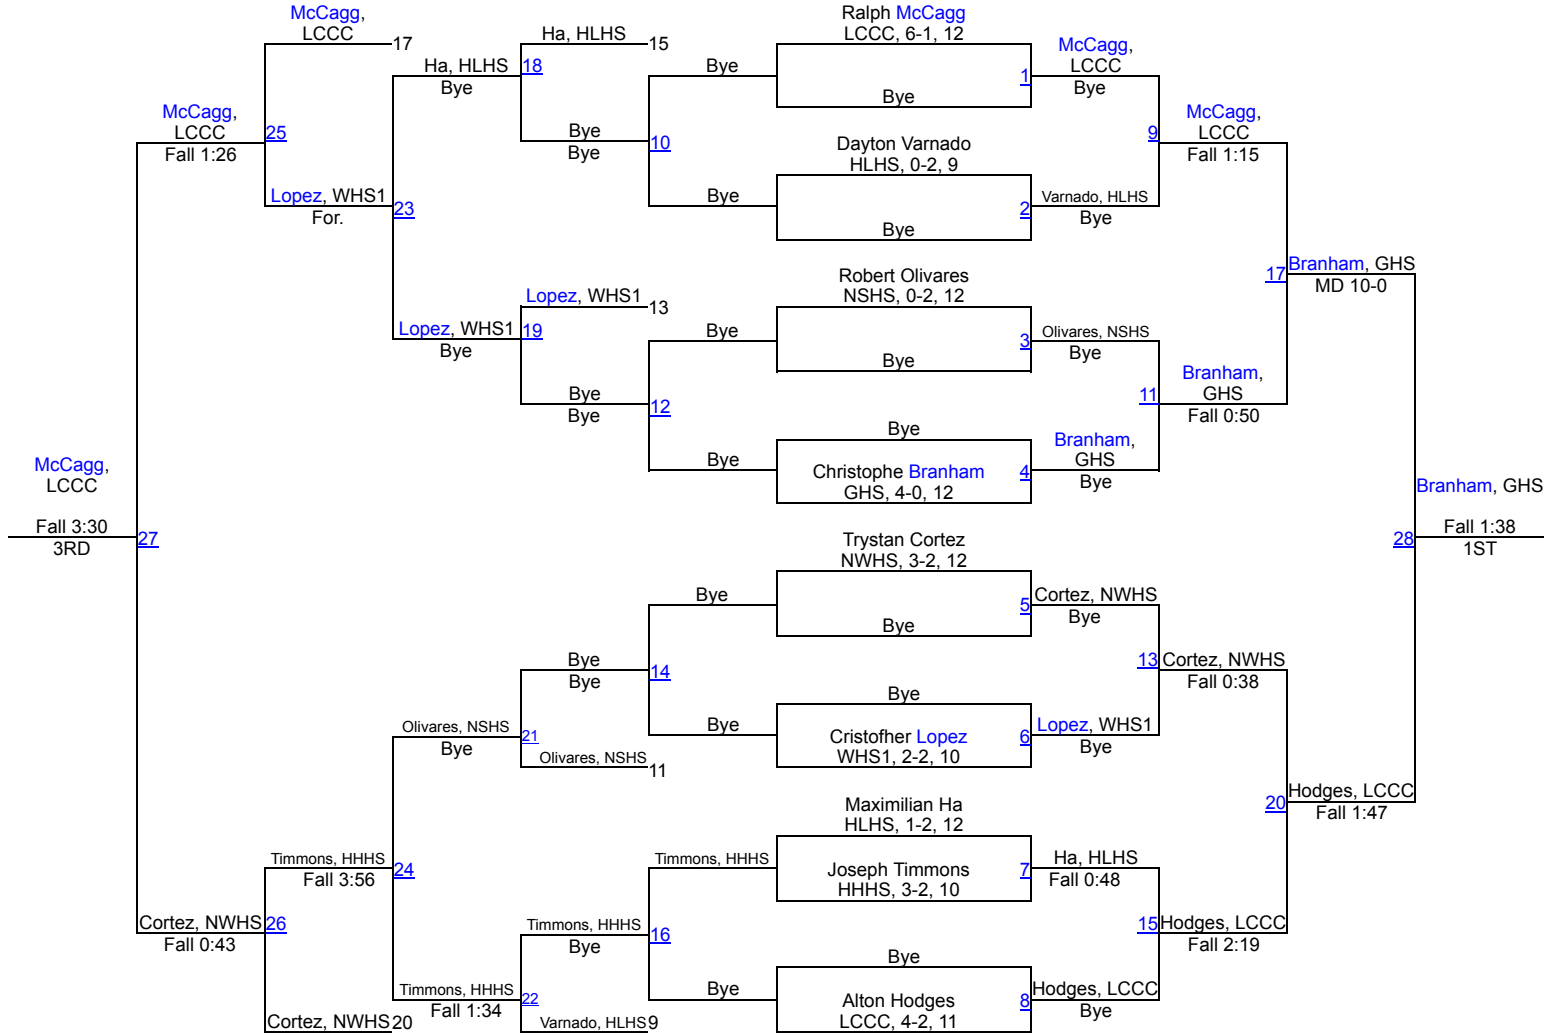 McCagg,
LCCC
17
Ha, HLHS
15
Ralph McCagg
LCCC, 6-1, 12
McCagg,
LCCC
Bye
Ha, HLHS
Bye
18
Bye
Bye
1
McCagg,
LCCC
Fall 1:26
25
Bye
Bye
10
Dayton Varnado
HLHS, 0-2, 9
9
McCagg,
LCCC
Fall 1:15
Lopez, WHS1
For.
23
Bye
Bye
2
Varnado, HLHS
Bye
Robert Olivares
NSHS, 0-2, 12
17
Branham, GHS
MD 10-0
Lopez, WHS1
13
Lopez, WHS1
Bye
19
Bye
Bye
3
Olivares, NSHS
Bye
Bye
Bye
12
11
Branham,
GHS
Fall 0:50
Bye
Bye
Christophe Branham
GHS, 4-0, 12
4
Branham,
GHS
Bye
McCagg,
LCCC
Fall 3:30
3RD
27
Branham, GHS
Fall 1:38
1ST
28
Trystan Cortez
NWHS, 3-2, 12
Bye
Bye
5
Cortez, NWHS
Bye
Bye
Bye
14
13
Cortez, NWHS
Fall 0:38
Bye
Olivares, NSHS
Bye
21
Olivares, NSHS
11
Bye
Cristofher Lopez
WHS1, 2-2, 10
6
Lopez, WHS1
Bye
Maximilian Ha
HLHS, 1-2, 12
20
Hodges, LCCC
Fall 1:47
Timmons, HHHS
Fall 3:56
24
Timmons, HHHS
Joseph Timmons
HHHS, 3-2, 10
7
Ha, HLHS
Fall 0:48
Cortez, NWHS
Fall 0:43
26
Timmons, HHHS
Bye
16
15
Hodges, LCCC
Fall 2:19
Bye
Timmons, HHHS
Fall 1:34
22
Bye
Alton Hodges
LCCC, 4-2, 11
8
Hodges, LCCC
Bye
Cortez, NWHS
20
Varnado, HLHS
9